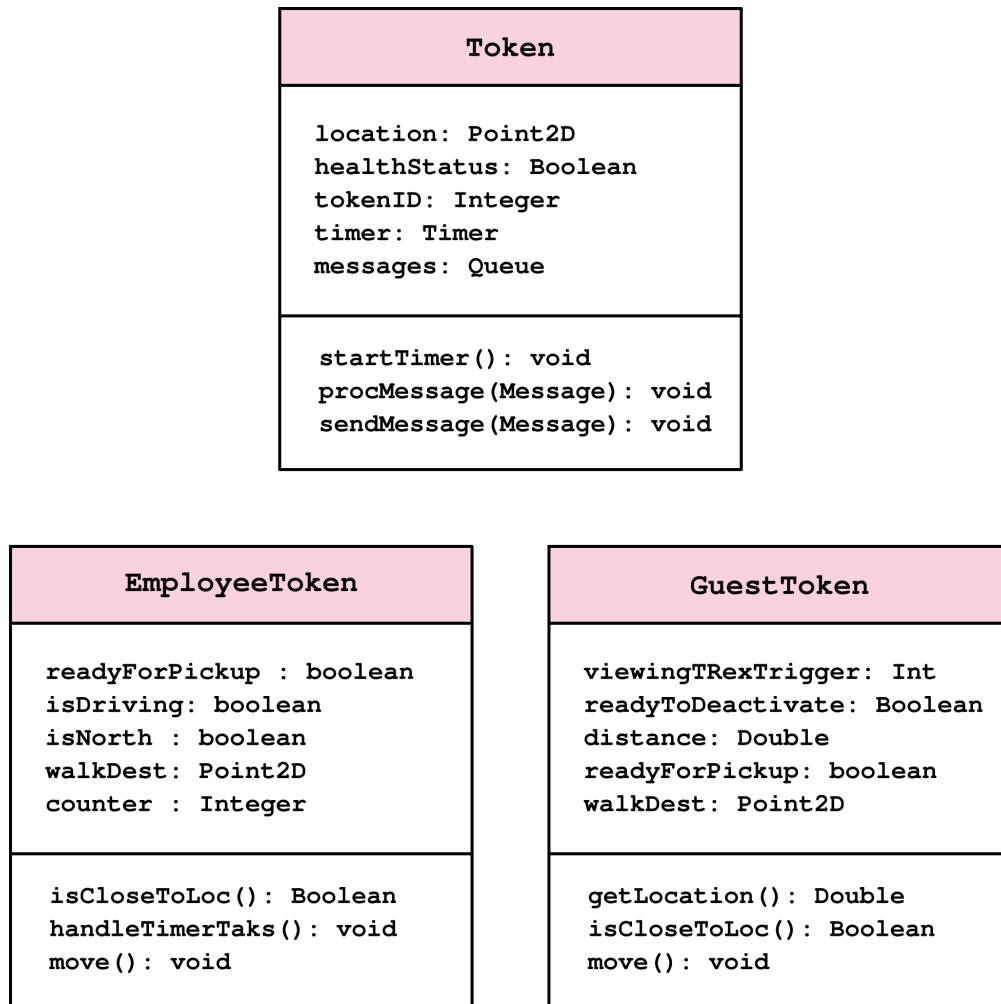 Token
location: Point2D
healthStatus: Boolean
tokenID: Integer
timer: Timer
messages: Queue
startTimer(): void
procMessage(Message): void
sendMessage(Message): void
EmployeeToken
readyForPickup : boolean
isDriving: boolean
isNorth : boolean
walkDest: Point2D
counter : Integer
isCloseToLoc(): Boolean
handleTimerTaks(): void
move(): void
GuestToken
viewingTRexTrigger: Int
readyToDeactivate: Boolean
distance: Double
readyForPickup: boolean
walkDest: Point2D
getLocation(): Double
isCloseToLoc(): Boolean
move(): void